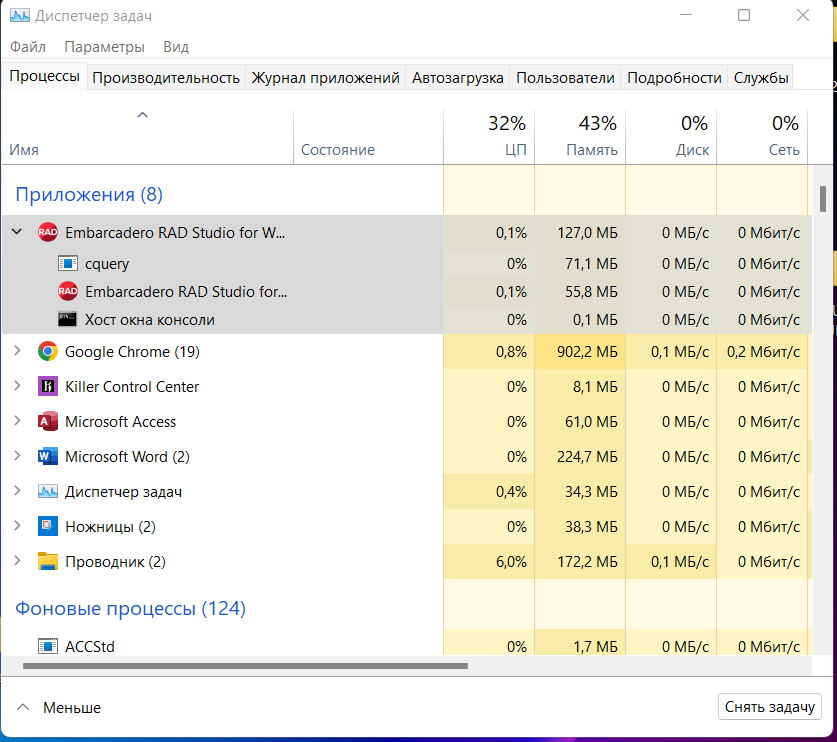 Диспетчер задач
Файл Параметры Вид
Процессы Производительность Журнал приложений Автозагрузка Пользователи Подробности Службы
32% 43% 0% 0%
Имя Состояние ЦП Память Диск Сеть
Приложения (8)
RAD Embarcadero RAD Studio for W... 0,1% 127,0 МБ 0 МБ/с 0 Мбит/с
cquery 0% 71,1 МБ 0 МБ/с 0 Мбит/с
RAD Embarcadero RAD Studio for... 0,1% 55,8 МБ 0 МБ/с 0 Мбит/с
Хост окна консоли 0% 0,1 МБ 0 МБ/с 0 Мбит/с
Google Chrome (19) 0,8% 902,2 МБ 0,1 МБ/с 0,2 Мбит/с
Killer Control Center 0% 8,1 МБ 0 МБ/с 0 Мбит/с
A Microsoft Access 0% 61,0 МБ 0 МБ/с 0 Мбит/с
W Microsoft Word (2) 0% 224,7 МБ 0 МБ/с 0 Мбит/с
Диспетчер задач 0,4% 34,3 МБ 0 МБ/с 0 Мбит/с
Ножницы (2) 0% 38,3 МБ 0 МБ/с 0 Мбит/с
Проводник (2) 6,0% 172,2 МБ 0,1 МБ/с 0 Мбит/с
Фоновые процессы (124)
ACCStd 0% 1,7 МБ 0 МБ/с 0 Мбит/с
Меньше Снять задачу